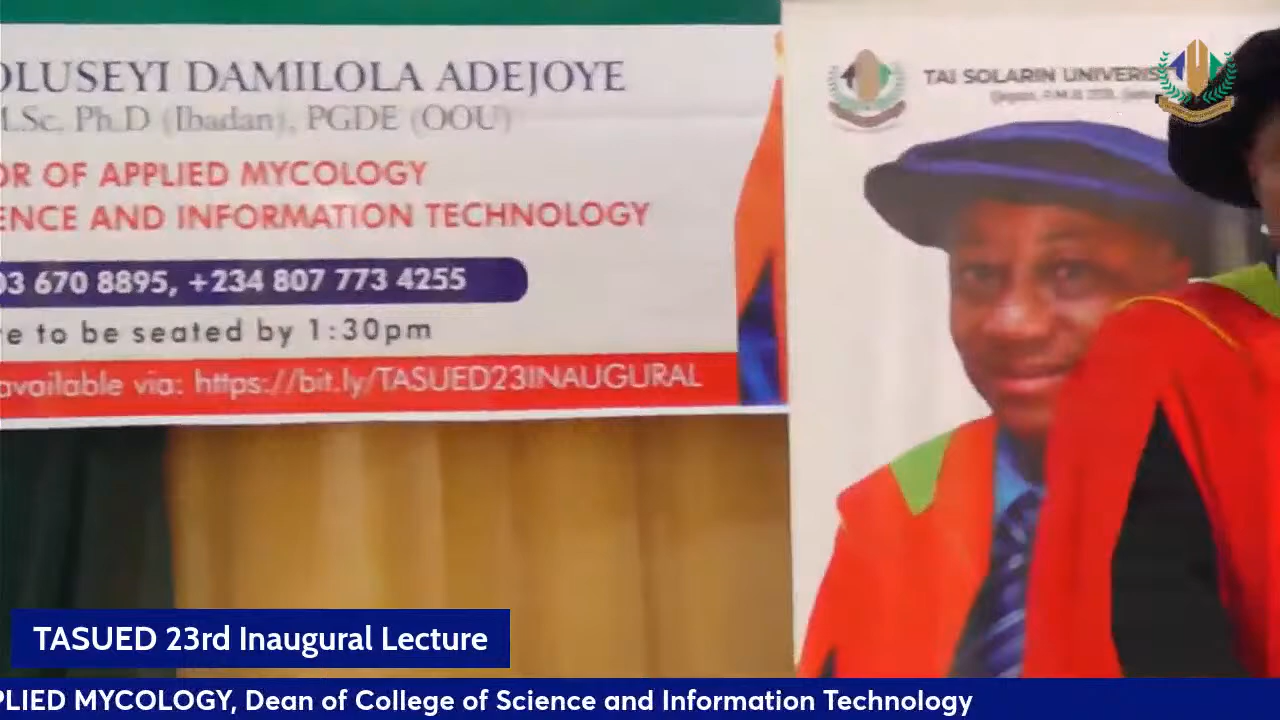 OLUSEYI DAMILOLA ADEJOYE
M.Sc. Ph.D (Ibadan), PGDE (OOU)
OR OF APPLIED MYCOLOGY
ENCE AND INFORMATION TECHNOLOGY
03 670 8895, +234 807 773 4255
re to be seated by 1:30pm
available via: https://bit.ly/TASUED23INAUGURAL
TAI SOLARIN UNIVERIS
TASUED 23rd Inaugural Lecture
PLIED MYCOLOGY, Dean of College of Science and Information Technology